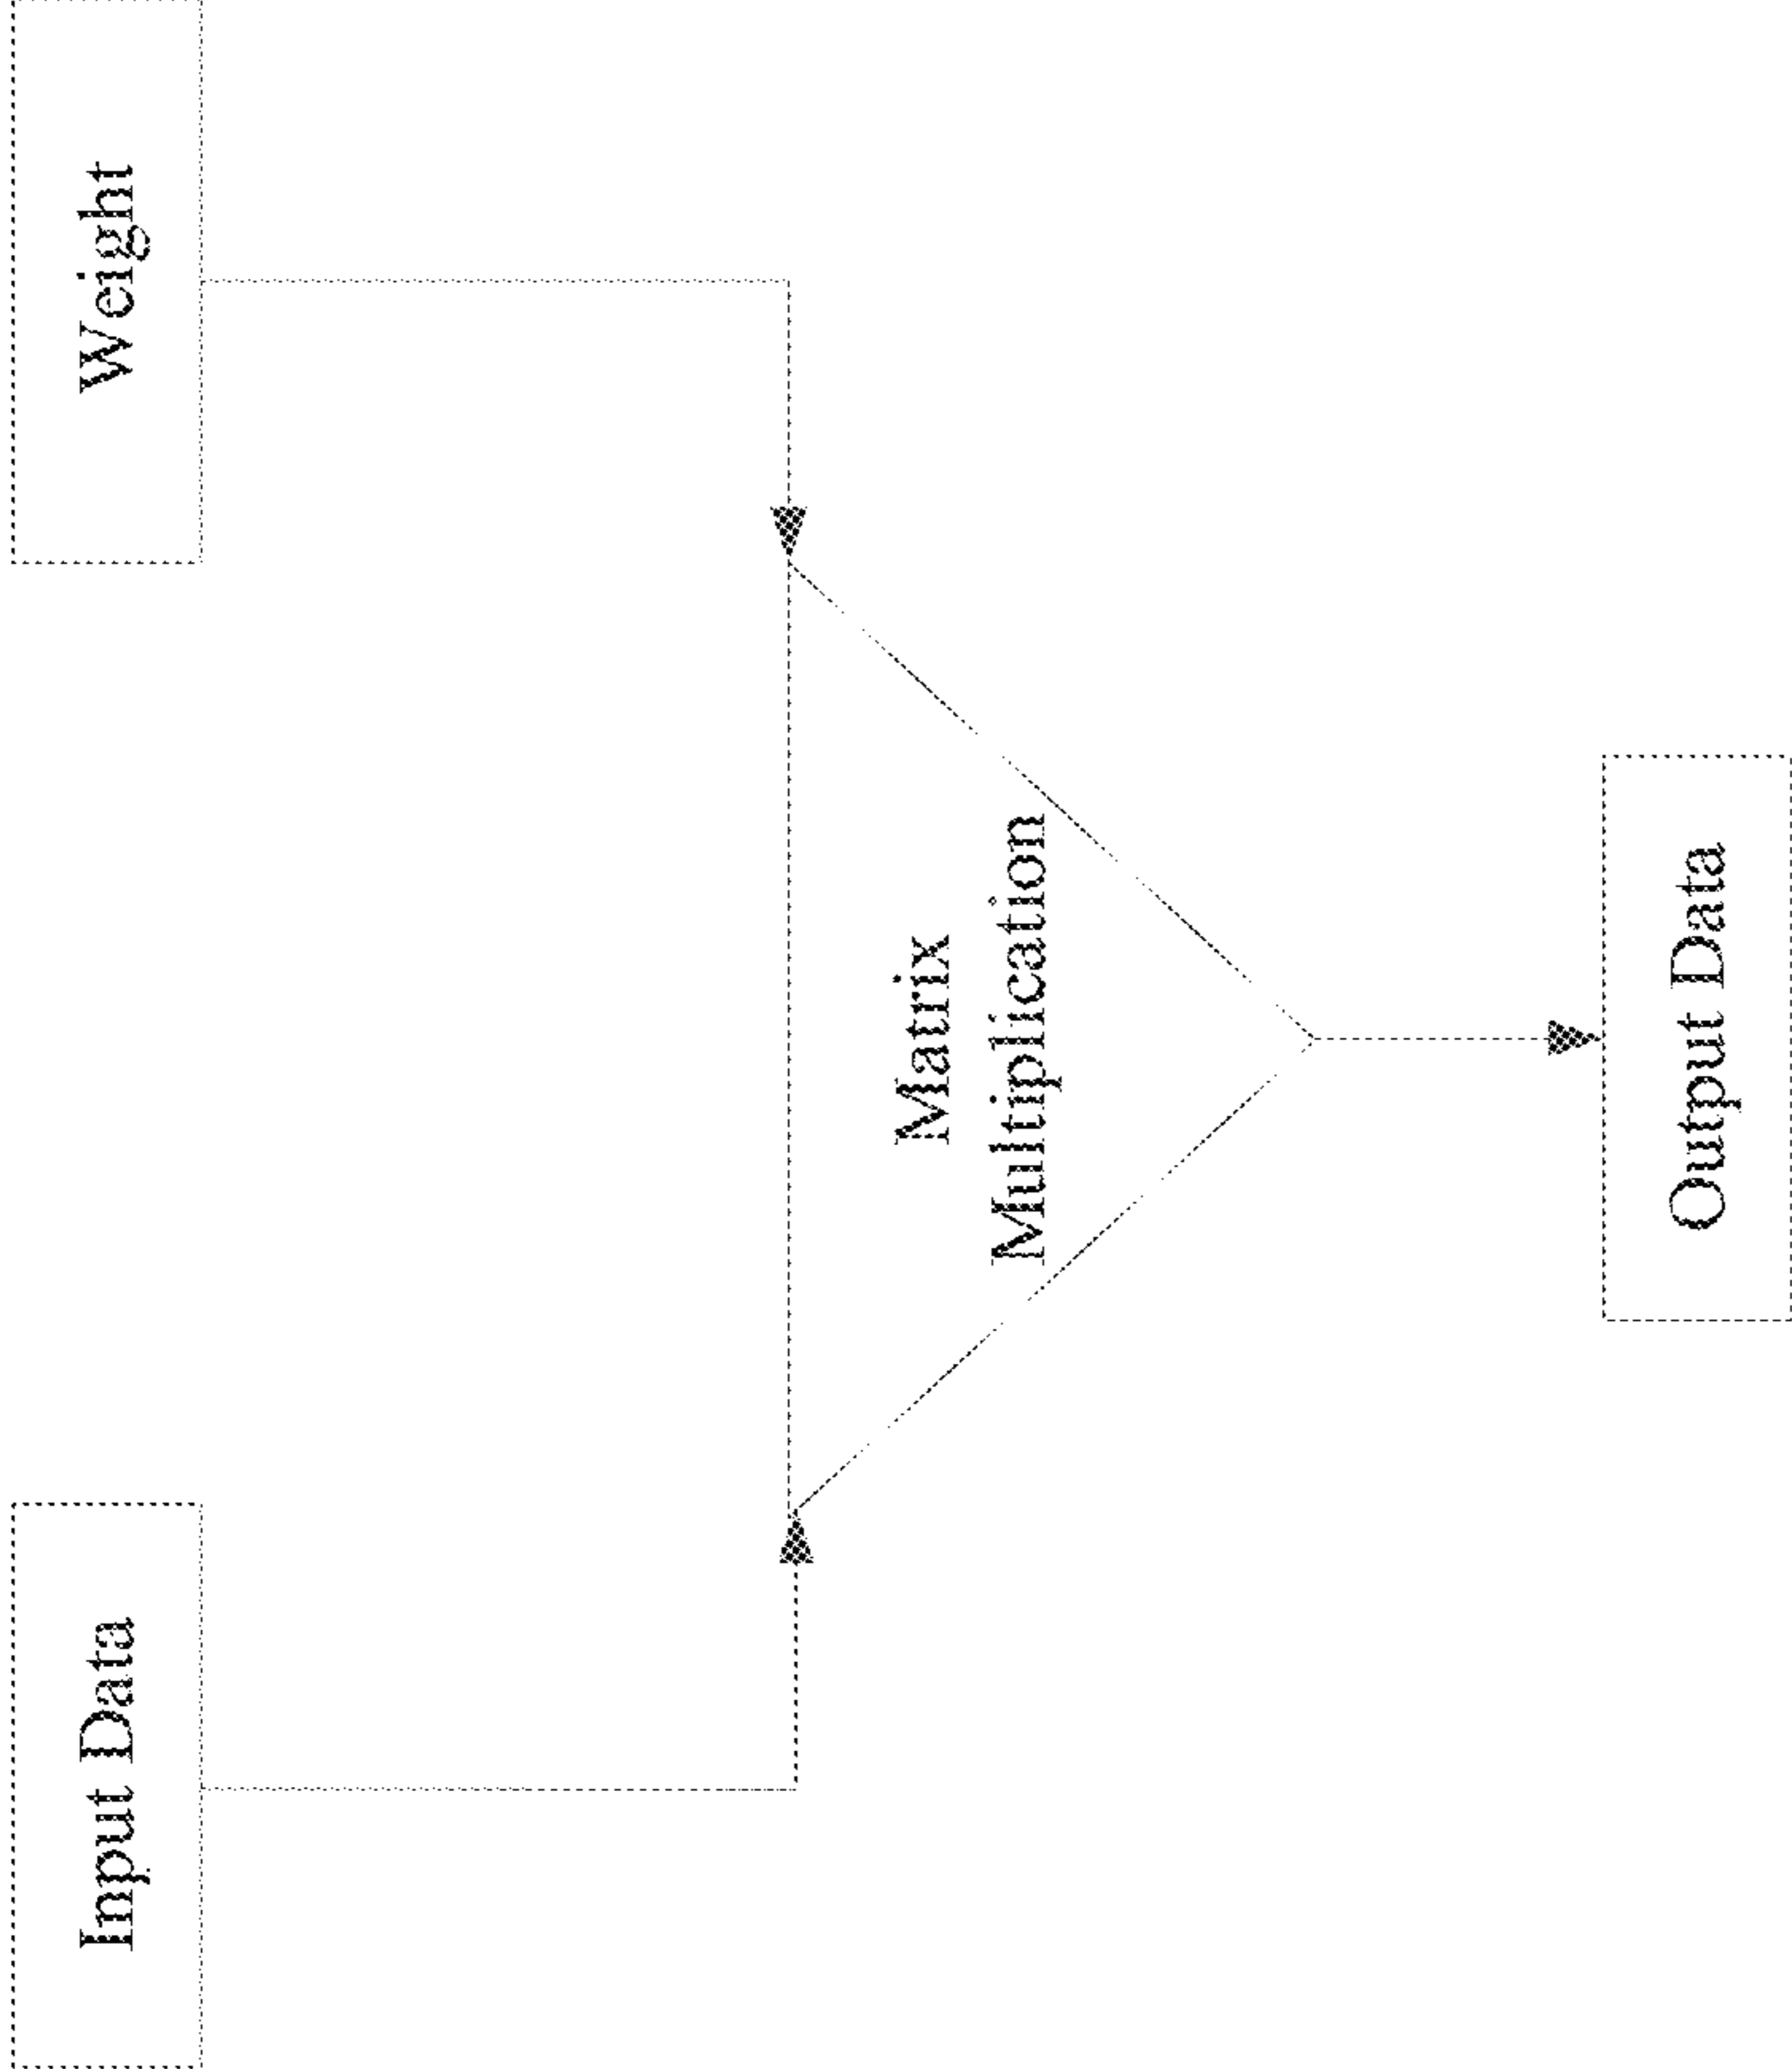 Input Data
Weight
Matrix
Multiplication
Output Data